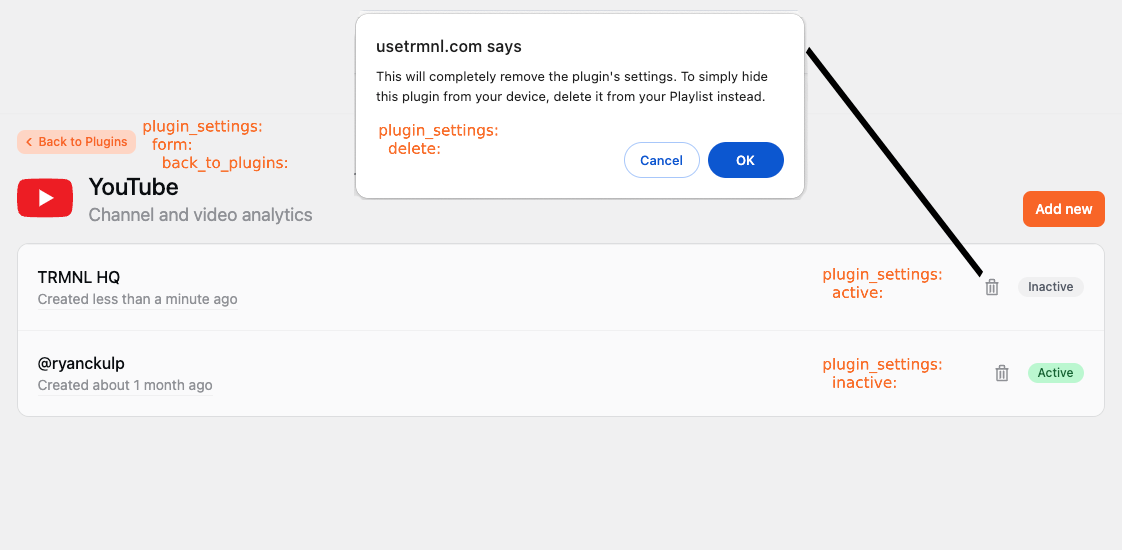 usetrmnl.com says
This will completely remove the plugin's settings. To simply hide
this plugin from your device, delete it from your Playlist instead.
plugin_settings:
delete:
Cancel
OK
Back to Plugins
plugin_settings:
form:
back_to_plugins:
YouTube
Channel and video analytics
Add new
TRMNL HQ
Created less than a minute ago
plugin_settings:
active:
Inactive
@ryanckulp
Created about 1 month ago
plugin_settings:
inactive:
Active